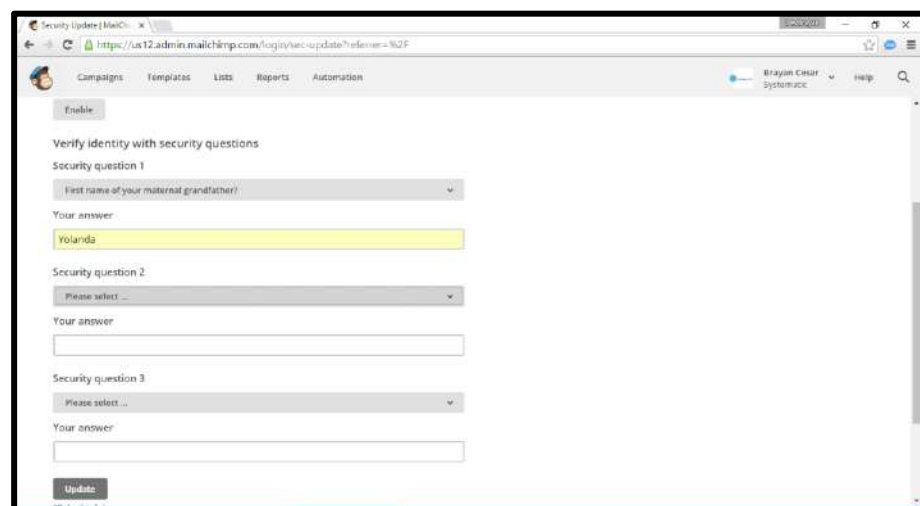 Security Update | MailChi
https://us12.admin.mailchimp.com/login/sec-update?referrer=%2F
Campaigns Templates Lists Reports Automation
Brayan Cesar
Systematic
Help
Enable
Verify identity with security questions
Security question 1
First name of your maternal grandfather?
Your answer
Yolanda
Security question 2
Please select ...
Your answer
Security question 3
Please select ...
Your answer
Update